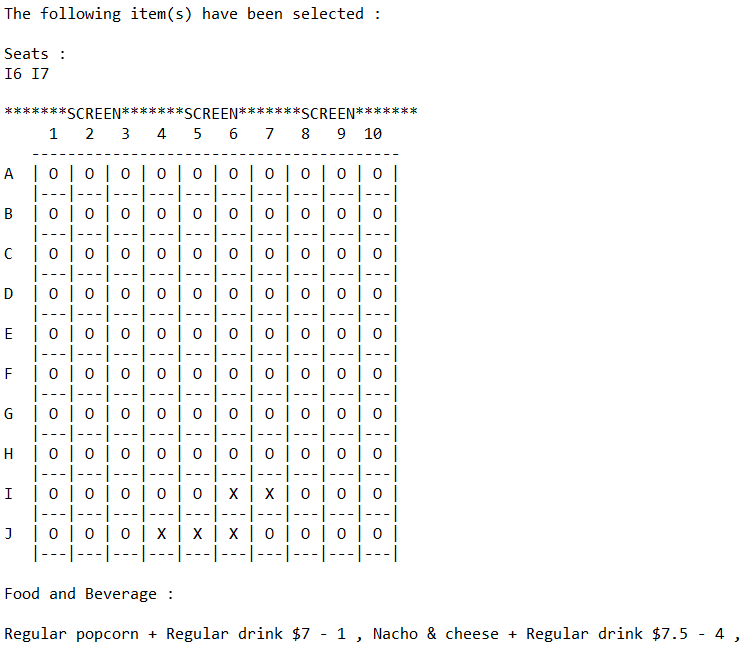 The following item(s) have been selected :
Seats :
I6 I7
*******SCREEN*******SCREEN*******SCREEN*******
1 2 3 4 5 6 7 8 9 10
-----------------------------------------
A | O | O | O | O | O | O | O | O | O | O |
|---|---|---|---|---|---|---|---|---|---|
B | O | O | O | O | O | O | O | O | O | O |
|---|---|---|---|---|---|---|---|---|---|
C | O | O | O | O | O | O | O | O | O | O |
|---|---|---|---|---|---|---|---|---|---|
D | O | O | O | O | O | O | O | O | O | O |
|---|---|---|---|---|---|---|---|---|---|
E | O | O | O | O | O | O | O | O | O | O |
|---|---|---|---|---|---|---|---|---|---|
F | O | O | O | O | O | O | O | O | O | O |
|---|---|---|---|---|---|---|---|---|---|
G | O | O | O | O | O | O | O | O | O | O |
|---|---|---|---|---|---|---|---|---|---|
H | O | O | O | O | O | O | O | O | O | O |
|---|---|---|---|---|---|---|---|---|---|
I | O | O | O | O | O | X | X | O | O | O |
|---|---|---|---|---|---|---|---|---|---|
J | O | O | O | X | X | X | O | O | O | O |
|---|---|---|---|---|---|---|---|---|---|
Food and Beverage :
Regular popcorn + Regular drink $7 - 1 , Nacho & cheese + Regular drink $7.5 - 4 ,